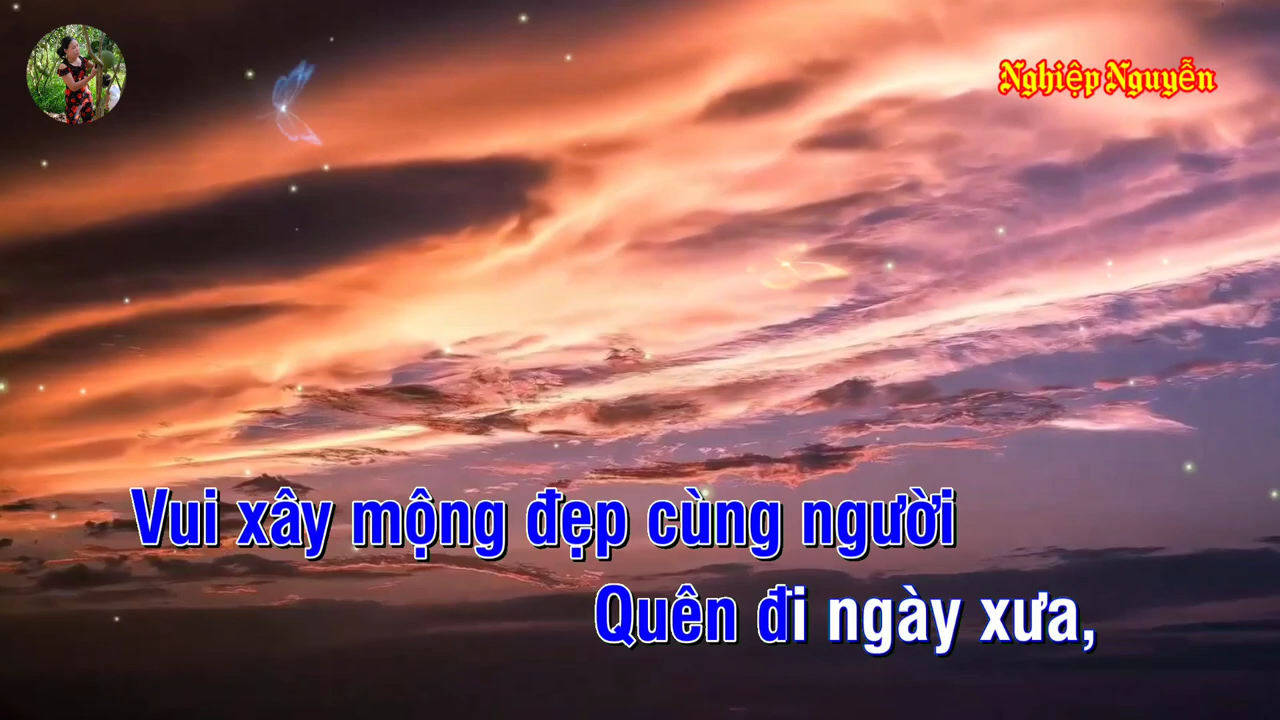 Nghiệp Nguyễn
Vui xây mộng đẹp cùng người
Quên đi ngày xưa,